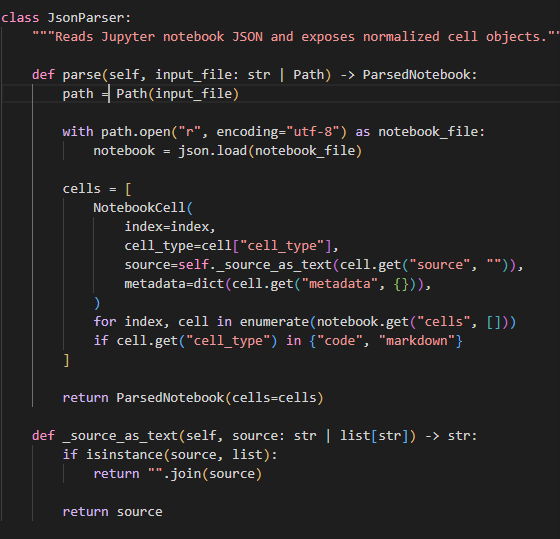 class JsonParser:
    """Reads Jupyter notebook JSON and exposes normalized cell objects.""
    def parse(self, input_file: str | Path) -> ParsedNotebook:
        path = Path(input_file)
        with path.open("r", encoding="utf-8") as notebook_file:
            notebook = json.load(notebook_file)
        cells = [
            NotebookCell(
                index=index,
                cell_type=cell["cell_type"],
                source=self._source_as_text(cell.get("source", "")),
                metadata=dict(cell.get("metadata", {})),
            )
            for index, cell in enumerate(notebook.get("cells", []))
            if cell.get("cell_type") in {"code", "markdown"}
        ]
        return ParsedNotebook(cells=cells)
    def _source_as_text(self, source: str | list[str]) -> str:
        if isinstance(source, list):
            return "".join(source)
        return source